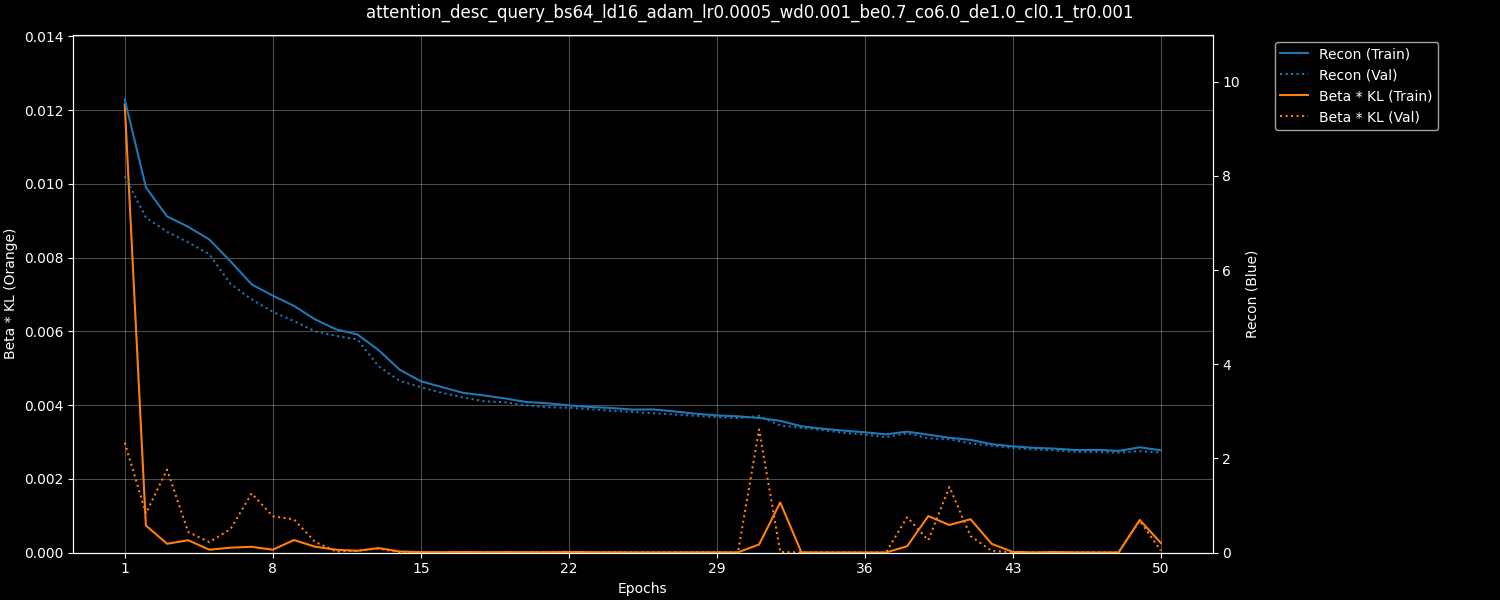 attention_desc_query_bs64_ld16_adam_lr0.0005_wd0.001_be0.7_co6.0_de1.0_cl0.1_tr0.001
0.014
0.012
0.010
0.008
0.006
0.004
0.002
0.000
Beta * KL (Orange)
1
8
15
22
29
36
43
50
Epochs
10
8
6
4
2
0
Recon (Blue)
Recon (Train)
Recon (Val)
Beta * KL (Train)
Beta * KL (Val)